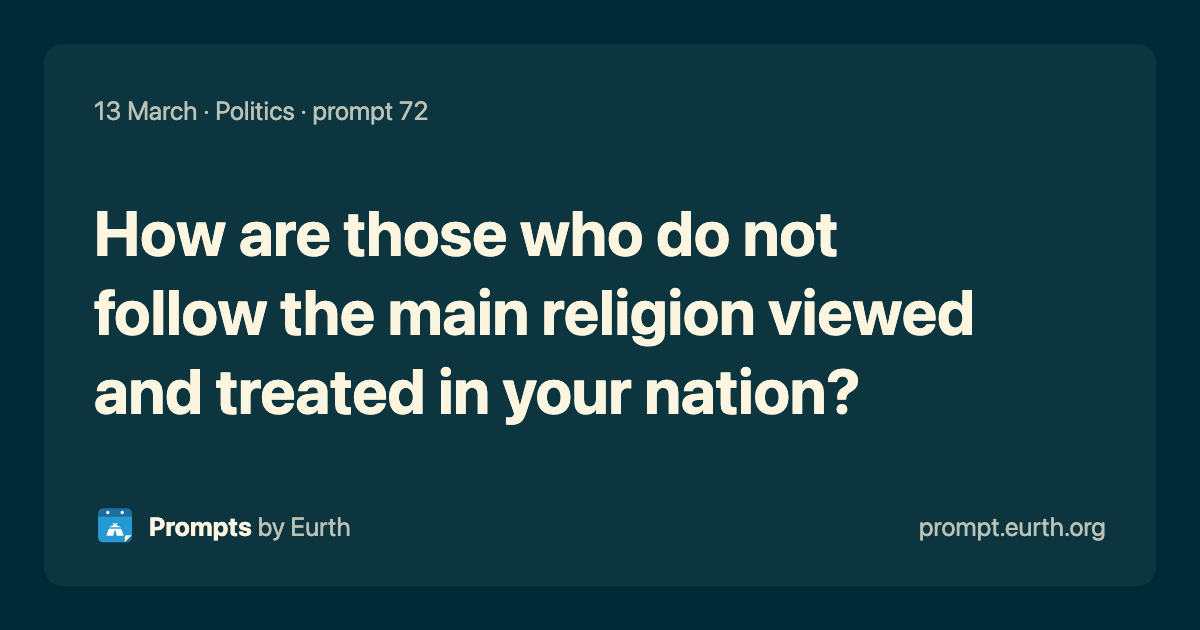 13 March · Politics · prompt 72
How are those who do not
follow the main religion viewed
and treated in your nation?
Prompts by Eurth
prompt.eurth.org